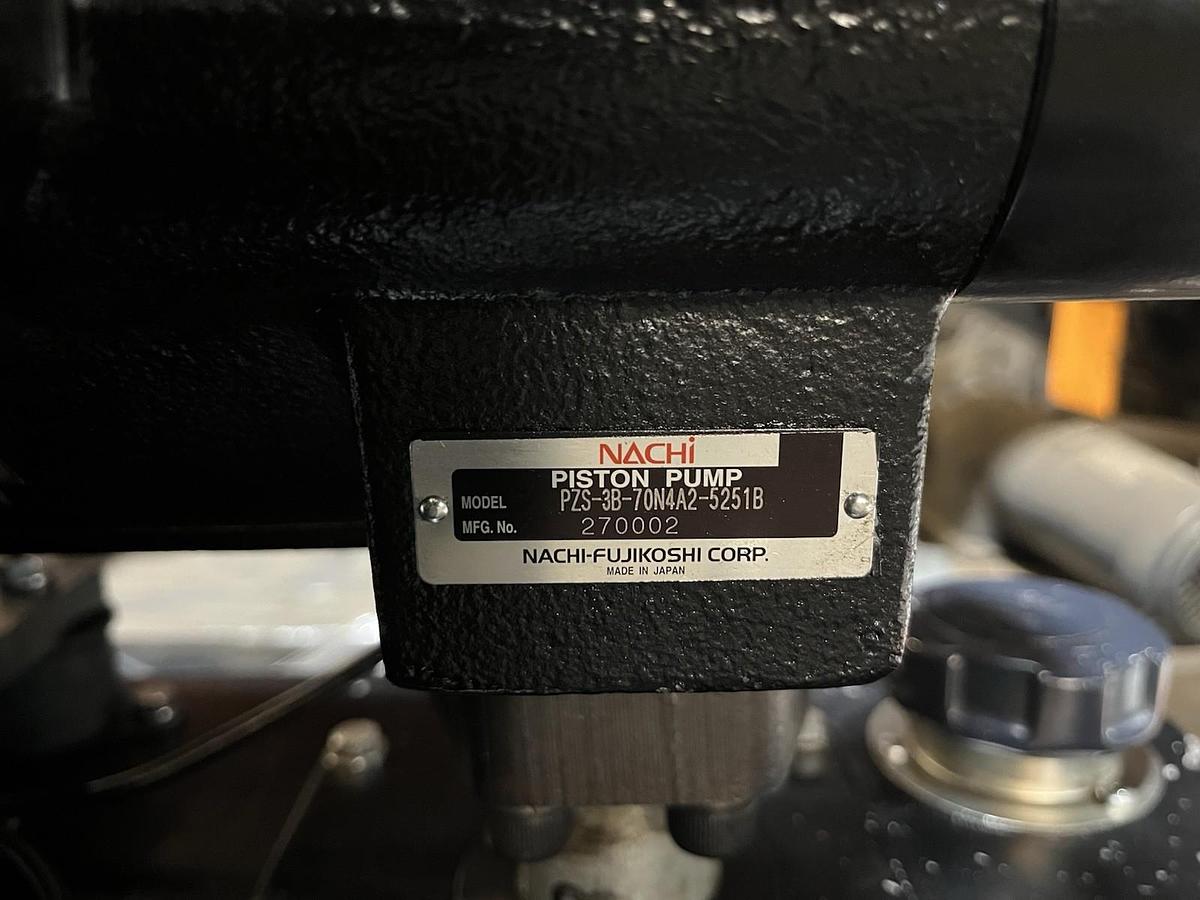 NACHi
PISTON PUMP
MODEL PZS-3B-70N4A2-5251B
MFG. No. 270002
NACHI-FUJIKOSHI CORP.
MADE IN JAPAN